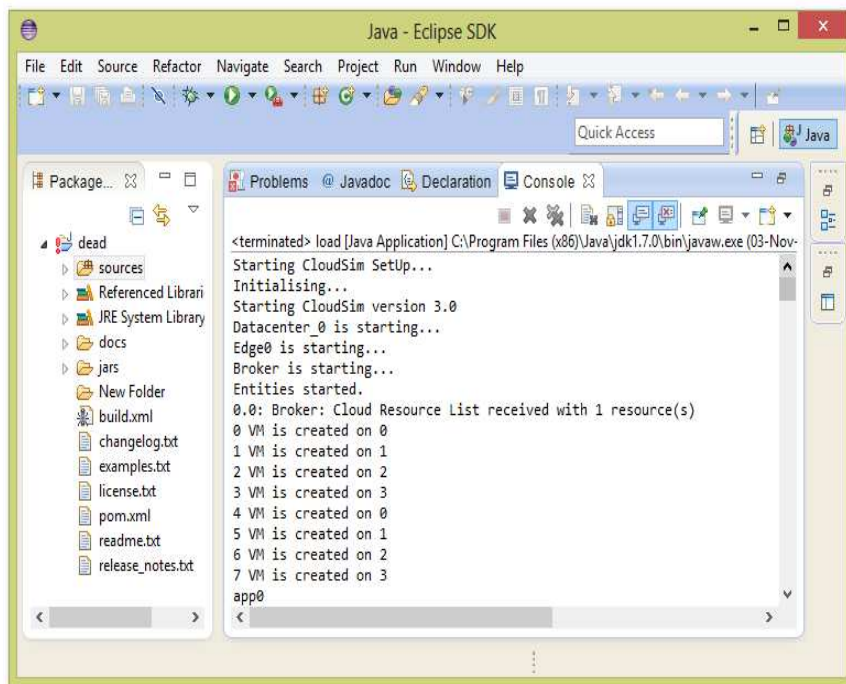 Java - Eclipse SDK
File Edit Source Refactor Navigate Search Project Run Window Help
Quick Access
Java
Package...
Problems @ Javadoc Declaration Console
dead
sources
Referenced Librari
JRE System Library
docs
jars
New Folder
build.xml
changelog.txt
examples.txt
license.txt
pom.xml
readme.txt
release_notes.txt
<terminated> load [Java Application] C:\Program Files (x86)\Java\jdk1.7.0\bin\javaw.exe (03-Nov-
Starting CloudSim SetUp...
Initialising...
Starting CloudSim version 3.0
Datacenter_0 is starting...
Edge0 is starting...
Broker is starting...
Entities started.
0.0: Broker: Cloud Resource List received with 1 resource(s)
0 VM is created on 0
1 VM is created on 1
2 VM is created on 2
3 VM is created on 3
4 VM is created on 0
5 VM is created on 1
6 VM is created on 2
7 VM is created on 3
app0